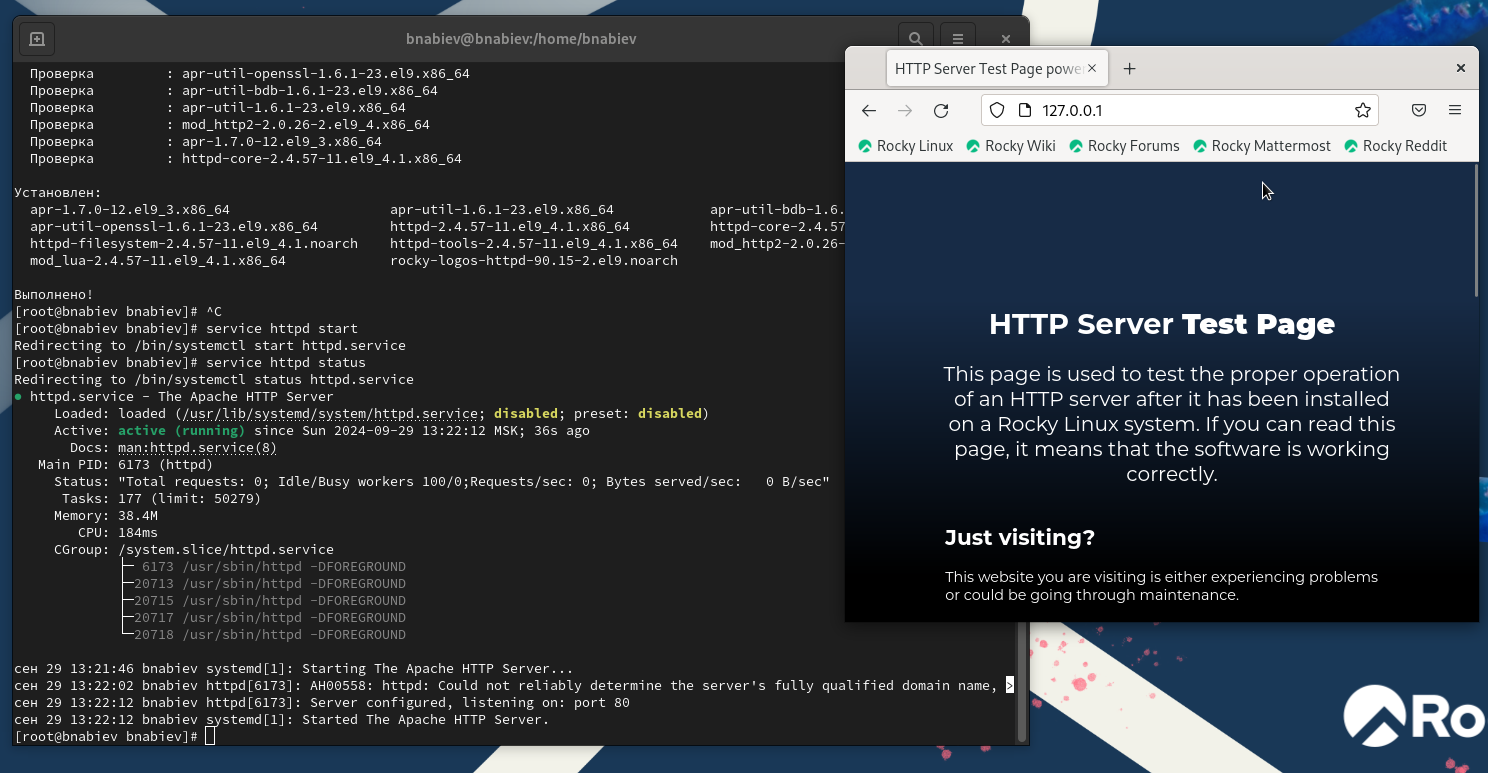 bnabiev@bnabiev:/home/bnabiev
Проверка : apr-util-openssl-1.6.1-23.el9.x86_64
Проверка : apr-util-bdb-1.6.1-23.el9.x86_64
Проверка : apr-util-1.6.1-23.el9.x86_64
Проверка : mod_http2-2.0.26-2.el9_4.x86_64
Проверка : apr-1.7.0-12.el9_3.x86_64
Проверка : httpd-core-2.4.57-11.el9_4.1.x86_64
Установлен:
apr-1.7.0-12.el9_3.x86_64 apr-util-1.6.1-23.el9.x86_64 apr-util-bdb-1.6.
apr-util-openssl-1.6.1-23.el9.x86_64 httpd-2.4.57-11.el9_4.1.x86_64 httpd-core-2.4.57
httpd-filesystem-2.4.57-11.el9_4.1.noarch httpd-tools-2.4.57-11.el9_4.1.x86_64 mod_http2-2.0.26-
mod_lua-2.4.57-11.el9_4.1.x86_64 rocky-logos-httpd-90.15-2.el9.noarch
Выполнено!
[root@bnabiev bnabiev]# ^C
[root@bnabiev bnabiev]# service httpd start
Redirecting to /bin/systemctl start httpd.service
[root@bnabiev bnabiev]# service httpd status
Redirecting to /bin/systemctl status httpd.service
● httpd.service - The Apache HTTP Server
Loaded: loaded (/usr/lib/systemd/system/httpd.service; disabled; preset: disabled)
Active: active (running) since Sun 2024-09-29 13:22:12 MSK; 36s ago
Docs: man:httpd.service(8)
Main PID: 6173 (httpd)
Status: "Total requests: 0; Idle/Busy workers 100/0;Requests/sec: 0; Bytes served/sec:   0 B/sec"
Tasks: 177 (limit: 50279)
Memory: 38.4M
CPU: 184ms
CGroup: /system.slice/httpd.service
├─ 6173 /usr/sbin/httpd -DFOREGROUND
├─20713 /usr/sbin/httpd -DFOREGROUND
├─20715 /usr/sbin/httpd -DFOREGROUND
├─20717 /usr/sbin/httpd -DFOREGROUND
└─20718 /usr/sbin/httpd -DFOREGROUND
сен 29 13:21:46 bnabiev systemd[1]: Starting The Apache HTTP Server...
сен 29 13:22:02 bnabiev httpd[6173]: AH00558: httpd: Could not reliably determine the server's fully qualified domain name, >
сен 29 13:22:12 bnabiev httpd[6173]: Server configured, listening on: port 80
сен 29 13:22:12 bnabiev systemd[1]: Started The Apache HTTP Server.
[root@bnabiev bnabiev]#
HTTP Server Test Page powe
127.0.0.1
Rocky Linux Rocky Wiki Rocky Forums Rocky Mattermost Rocky Reddit
HTTP Server Test Page
This page is used to test the proper operation
of an HTTP server after it has been installed
on a Rocky Linux system. If you can read this
page, it means that the software is working
correctly.
Just visiting?
This website you are visiting is either experiencing problems
or could be going through maintenance.
Ro